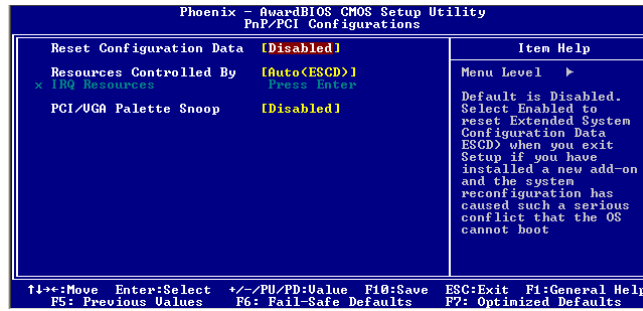 Phoenix - AwardBIOS CMOS Setup Utility
PnP/PCI Configurations
Reset Configuration Data [Disabled]
Resources Controlled By [Auto(ESCD)]
x IRQ Resources Press Enter
PCI/VGA Palette Snoop [Disabled]
Item Help
Menu Level ►
Default is Disabled.
Select Enabled to
reset Extended System
Configuration Data
ESCD) when you exit
Setup if you have
installed a new add-on
and the system
reconfiguration has
caused such a serious
conflict that the OS
cannot boot
↑↓→←:Move Enter:Select +/-/PU/PD:Value F10:Save ESC:Exit F1:General Help
F5: Previous Values F6: Fail-Safe Defaults F7: Optimized Defaults